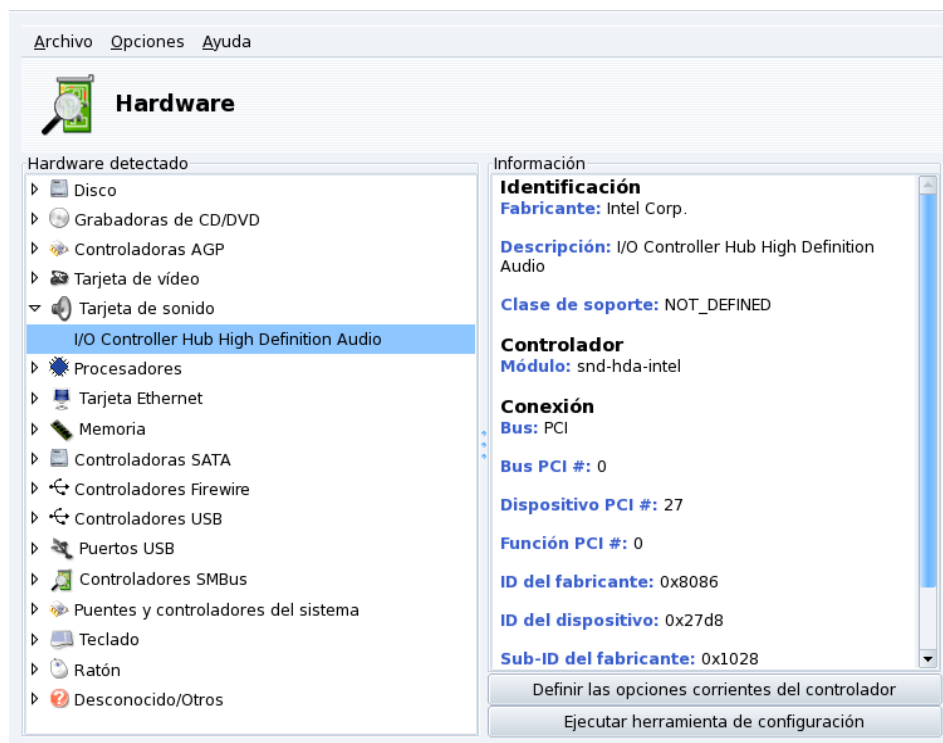 Archivo Opciones Ayuda
Hardware
Hardware detectado
Disco
Grabadoras de CD/DVD
Controladoras AGP
Tarjeta de vídeo
Tarjeta de sonido
I/O Controller Hub High Definition Audio
Procesadores
Tarjeta Ethernet
Memoria
Controladoras SATA
Controladores Firewire
Controladores USB
Puertos USB
Controladores SMBus
Puentes y controladores del sistema
Teclado
Ratón
Desconocido/Otros
Información
Identificación
Fabricante: Intel Corp.
Descripción: I/O Controller Hub High Definition
Audio
Clase de soporte: NOT_DEFINED
Controlador
Módulo: snd-hda-intel
Conexión
Bus: PCI
Bus PCI #: 0
Dispositivo PCI #: 27
Función PCI #: 0
ID del fabricante: 0x8086
ID del dispositivo: 0x27d8
Sub-ID del fabricante: 0x1028
Definir las opciones corrientes del controlador
Ejecutar herramienta de configuración